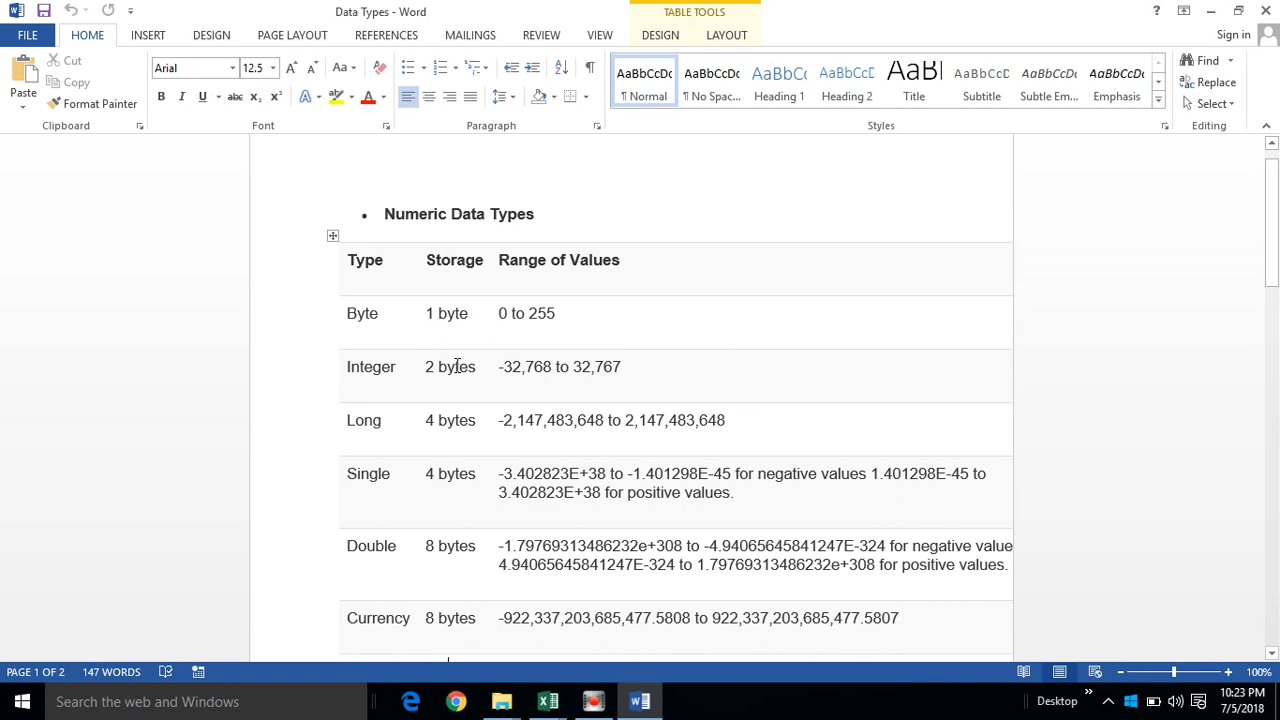 Data Types - Word
TABLE TOOLS
?
FILE HOME INSERT DESIGN PAGE LAYOUT REFERENCES MAILINGS REVIEW VIEW DESIGN LAYOUT Sign in
Paste
Cut
Copy
Format Painter
Clipboard
Arial 12.5 Aa
B I U abc x₂ x² A A
Font
Paragraph
AaBbCcDc AaBbCcDc AaBbCc AaBbCc AaBl AaBbCcD AaBbCcDc AaBbCcDc
¶ Normal ¶ No Spac... Heading 1 Heading 2 Title Subtitle Subtle Em... Emphasis
Styles
Find
Replace
Select
Editing
• Numeric Data Types
Type Storage Range of Values
Byte 1 byte 0 to 255
Integer 2 bytes -32,768 to 32,767
Long 4 bytes -2,147,483,648 to 2,147,483,648
Single 4 bytes -3.402823E+38 to -1.401298E-45 for negative values 1.401298E-45 to
3.402823E+38 for positive values.
Double 8 bytes -1.79769313486232e+308 to -4.94065645841247E-324 for negative value
4.94065645841247E-324 to 1.79769313486232e+308 for positive values.
Currency 8 bytes -922,337,203,685,477.5808 to 922,337,203,685,477.5807
PAGE 1 OF 2 147 WORDS 100%
Search the web and Windows
Desktop
10:23 PM
7/5/2018